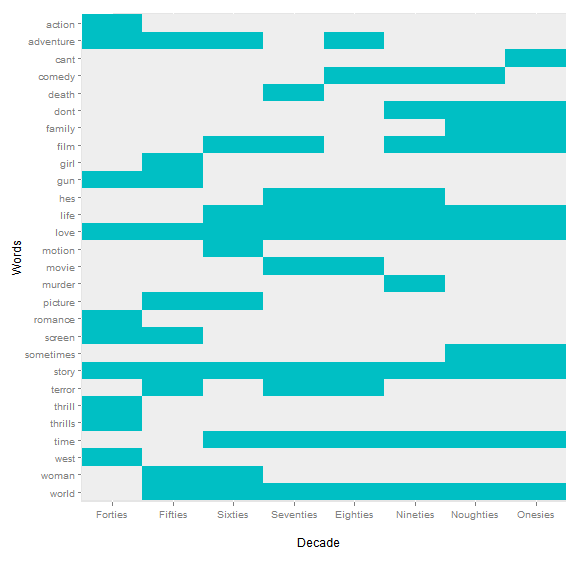 action
adventure
cant
comedy
death
dont
family
film
girl
gun
hes
life
love
motion
movie
murder
picture
romance
screen
sometimes
story
terror
thrill
thrills
time
west
woman
world
Words
Forties Fifties Sixties Seventies Eighties Nineties Noughties Onesies
Decade